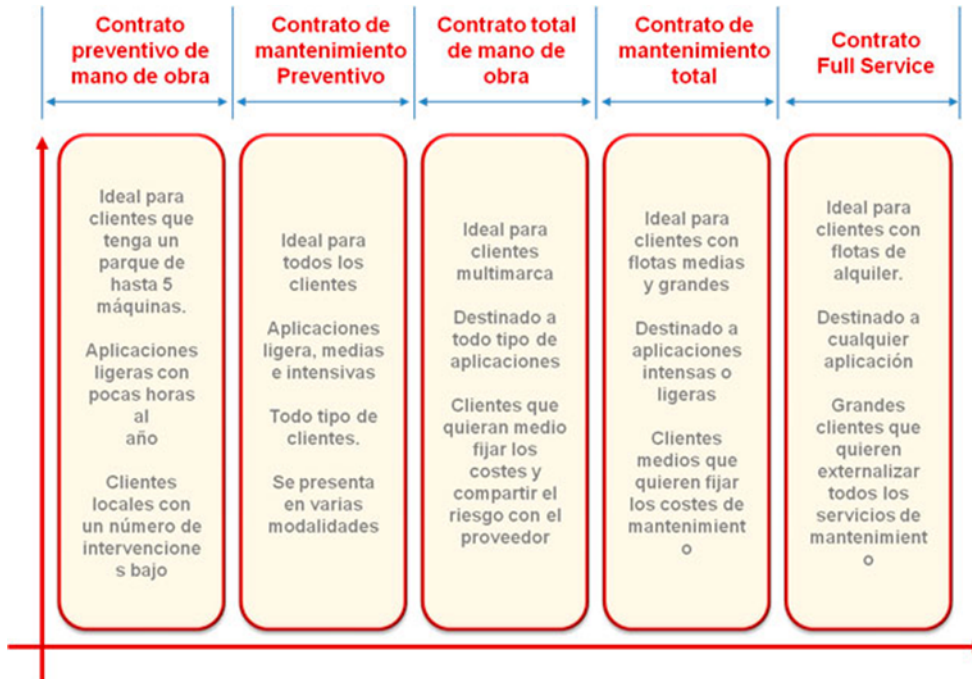 Contrato
preventivo de
mano de obra
Contrato de
mantenimiento
Preventivo
Contrato total
de mano de
obra
Contrato de
mantenimiento
total
Contrato
Full Service
Ideal para
clientes que
tenga un
parque de
hasta 5
máquinas.
Aplicaciones
ligeras con
pocas horas
al
año
Clientes
locales con
un número de
intervencione
s bajo
Ideal para
todos los
clientes
Aplicaciones
ligera, medias
e intensivas
Todo tipo de
clientes.
Se presenta
en varias
modalidades
Ideal para
clientes
multimarca
Destinado a
todo tipo de
aplicaciones
Clientes que
quieran medio
fijar los
costes y
compartir el
riesgo con el
proveedor
Ideal para
clientes con
flotas medias
y grandes
Destinado a
aplicaciones
intensas o
ligeras
Clientes
medios que
quieren fijar
los costes de
mantenimient
o
Ideal para
clientes con
flotas de
alquiler.
Destinado a
cualquier
aplicación
Grandes
clientes que
quieren
externalizar
todos los
servicios de
mantenimient
o